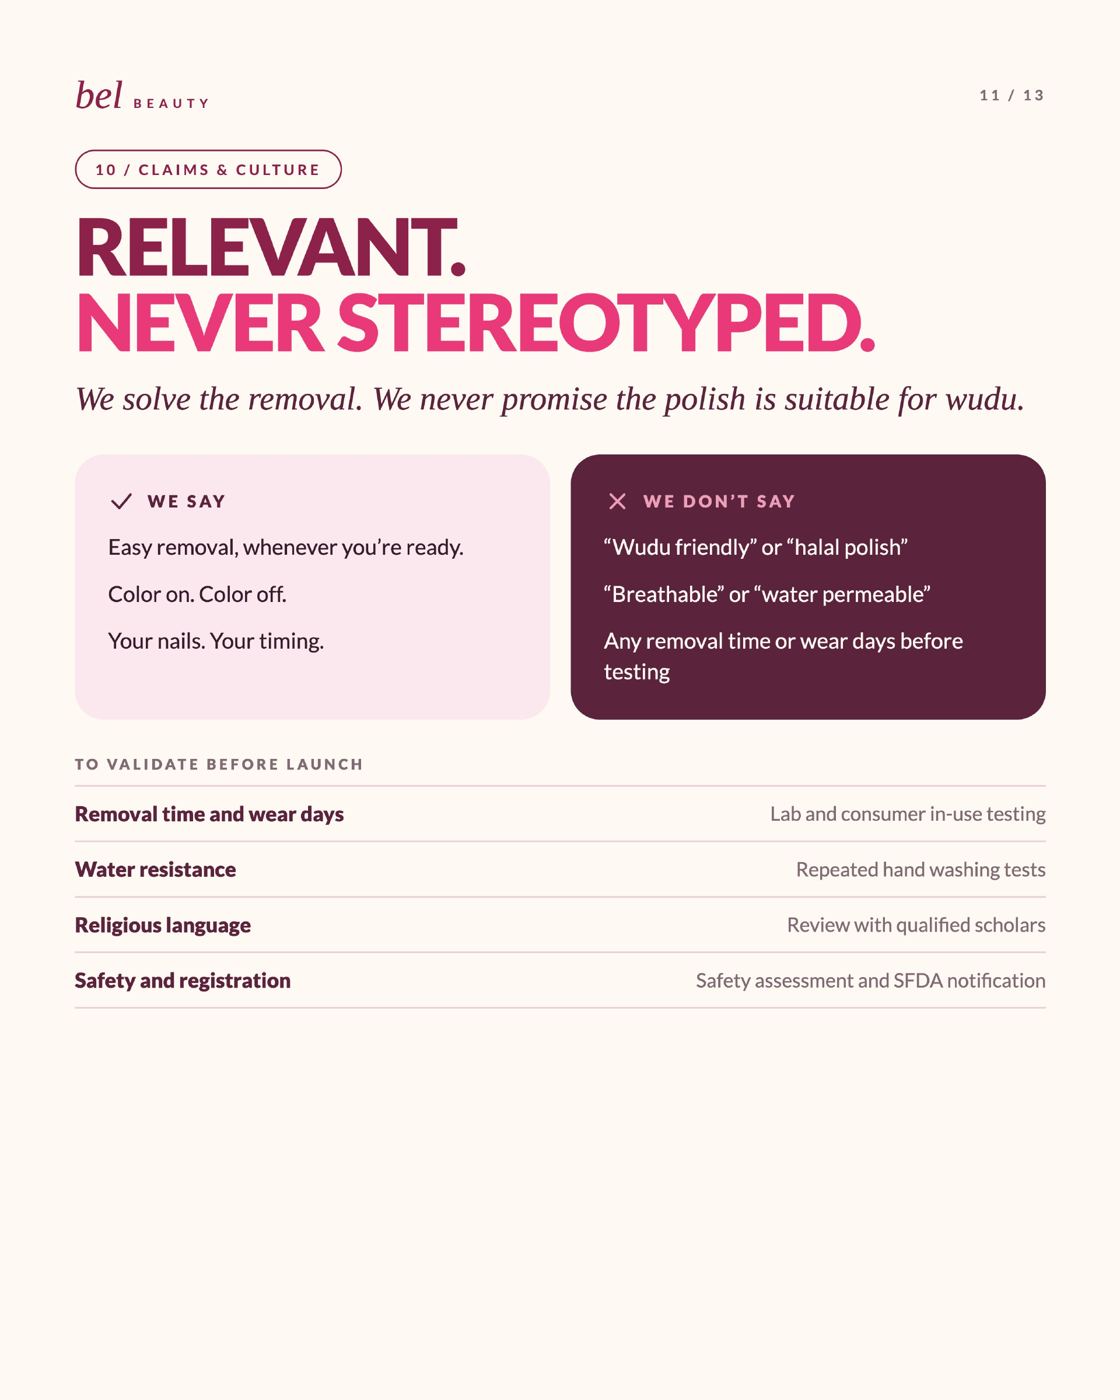 bel BEAUTY
11 / 13
10 / CLAIMS & CULTURE
RELEVANT.
NEVER STEREOTYPED.
We solve the removal. We never promise the polish is suitable for wudu.
WE SAY
Easy removal, whenever you’re ready.
Color on. Color off.
Your nails. Your timing.
WE DON’T SAY
“Wudu friendly” or “halal polish”
“Breathable” or “water permeable”
Any removal time or wear days before
testing
TO VALIDATE BEFORE LAUNCH
Removal time and wear days
Lab and consumer in-use testing
Water resistance
Repeated hand washing tests
Religious language
Review with qualified scholars
Safety and registration
Safety assessment and SFDA notification